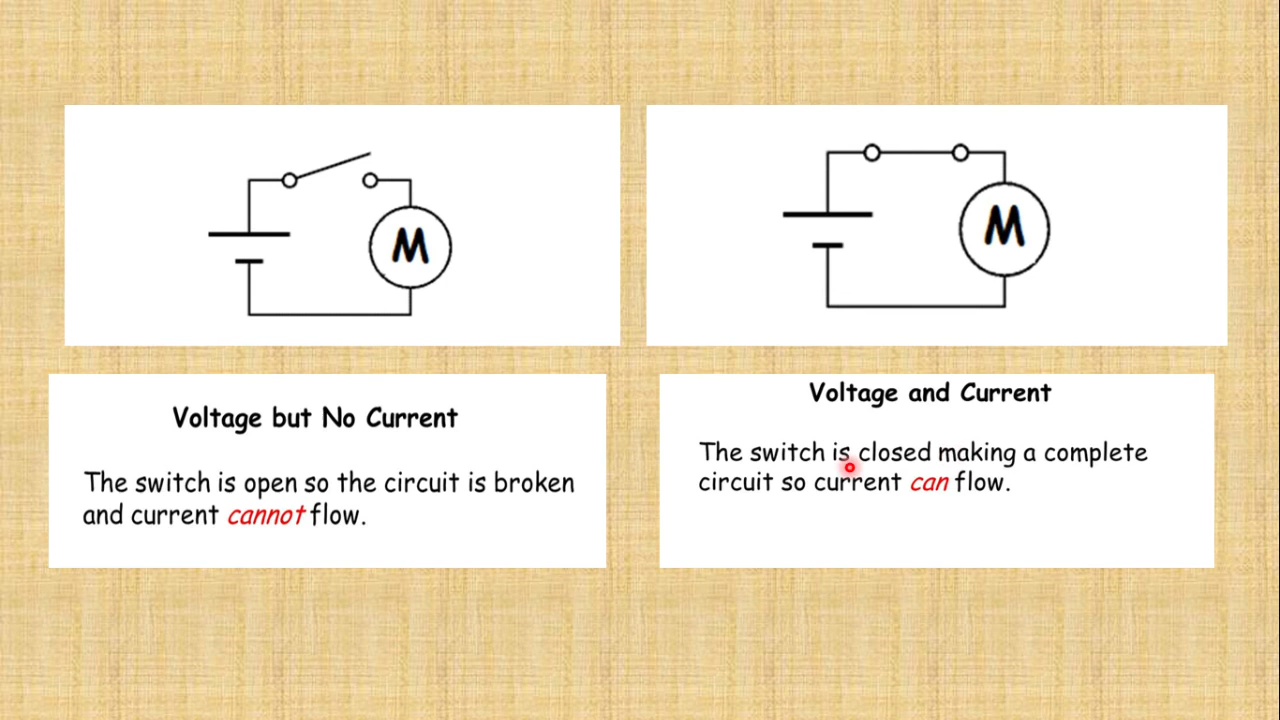 M
M
Voltage but No Current
The switch is open so the circuit is broken
and current cannot flow.
Voltage and Current
The switch is closed making a complete
circuit so current can flow.